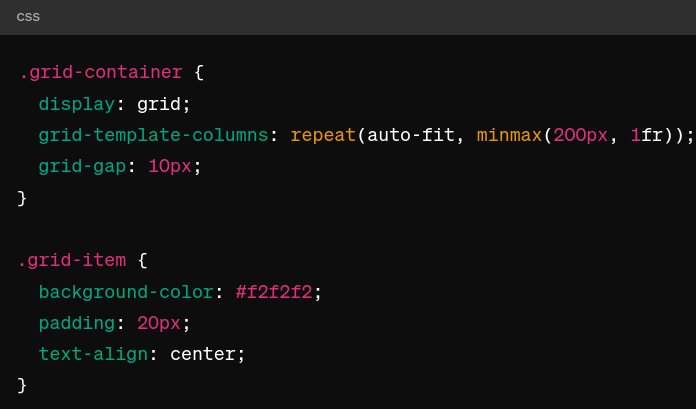 css
.grid-container {
  display: grid;
  grid-template-columns: repeat(auto-fit, minmax(200px, 1fr));
  grid-gap: 10px;
}

.grid-item {
  background-color: #f2f2f2;
  padding: 20px;
  text-align: center;
}